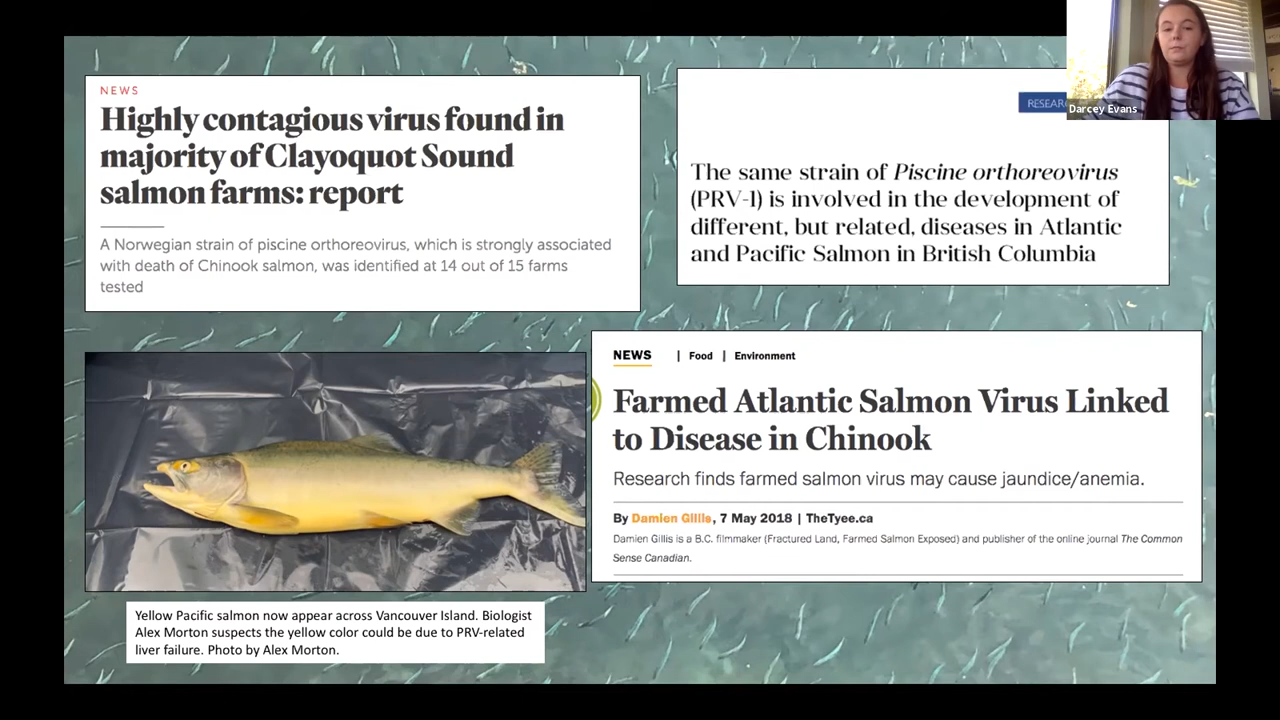 NEWS
Highly contagious virus found in
majority of Clayoquot Sound
salmon farms: report
A Norwegian strain of piscine orthoreovirus, which is strongly associated
with death of Chinook salmon, was identified at 14 out of 15 farms
tested
Darcey Evans
The same strain of Piscine orthoreovirus
(PRV-1) is involved in the development of
different, but related, diseases in Atlantic
and Pacific Salmon in British Columbia
NEWS | Food | Environment
Farmed Atlantic Salmon Virus Linked
to Disease in Chinook
Research finds farmed salmon virus may cause jaundice/anemia.
By Damien Gillis, 7 May 2018 | TheTyee.ca
Damien Gillis is a B.C. filmmaker (Fractured Land, Farmed Salmon Exposed) and publisher of the online journal The Common
Sense Canadian.
Yellow Pacific salmon now appear across Vancouver Island. Biologist
Alex Morton suspects the yellow color could be due to PRV-related
liver failure. Photo by Alex Morton.